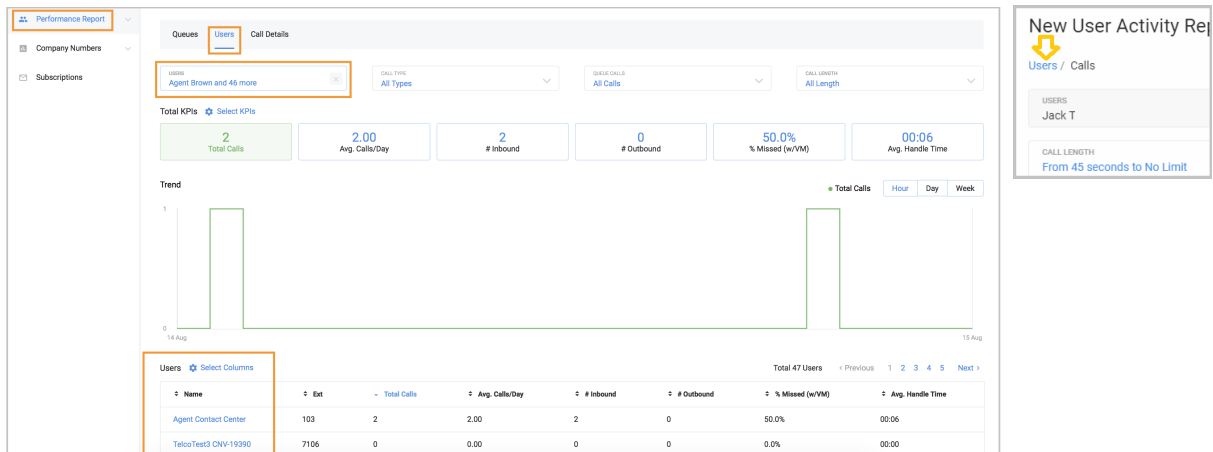 Performance Report
Company Numbers
Subscriptions
Queues Users Call Details
USERS
Agent Brown and 46 more
CALL TYPE
All Types
QUEUE CALLS
All Calls
CALL LENGTH
All Length
Total KPIs Select KPIs
2
Total Calls
2.00
Avg. Calls/Day
2
# Inbound
0
# Outbound
50.0%
% Missed (w/VM)
00:06
Avg. Handle Time
Trend
Total Calls Hour Day Week
1
0
14 Aug 15 Aug
Users Select Columns Total 47 Users < Previous 1 2 3 4 5 Next >
Name Ext Total Calls Avg. Calls/Day # Inbound # Outbound % Missed (w/VM) Avg. Handle Time
Agent Contact Center 103 2 2.00 2 0 50.0% 00:06
TelcoTest3 CNV-19390 7106 0 0.00 0 0 0.0% 00:00
New User Activity Rep
Users / Calls
USERS
Jack T
CALL LENGTH
From 45 seconds to No Limit